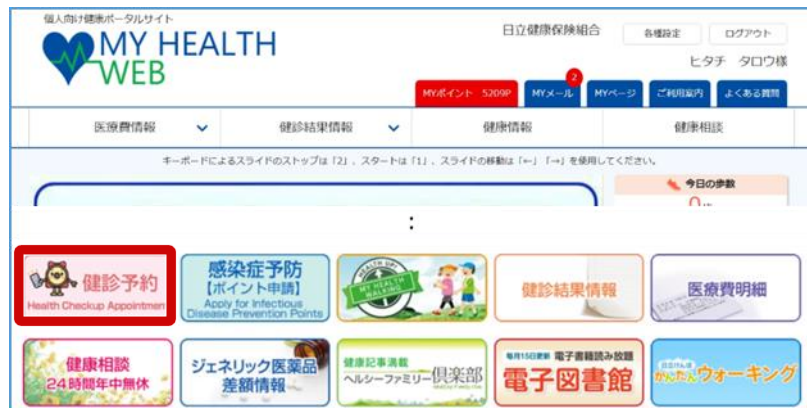 個人向け健康ポータルサイト
MY HEALTH
WEB
日立健康保険組合
各種設定
ログアウト
ヒタチ タロウ様
2
MYポイント 5209P
MYメール
MYページ
ご利用案内
よくある質問
医療費情報
健診結果情報
健康情報
健康相談
キーボードによるスライドのストップは「2」、スタートは「1」、スライドの移動は「←」「→」を使用してください。
今日の歩数
:
健診予約
Health Checkup Appointmen
感染症予防
【ポイント申請】
Apply for Infectious
Disease Prevention Points
HEALTH UP!
MY HEALTH
WALKING
健診結果情報
医療費明細
健康相談
24時間年中無休
ジェネリック医薬品
差額情報
健康記事満載
ヘルシーファミリー倶楽部
毎月15日更新 電子書籍読み放題
電子図書館
日立けんぽ
かんたんウォーキング